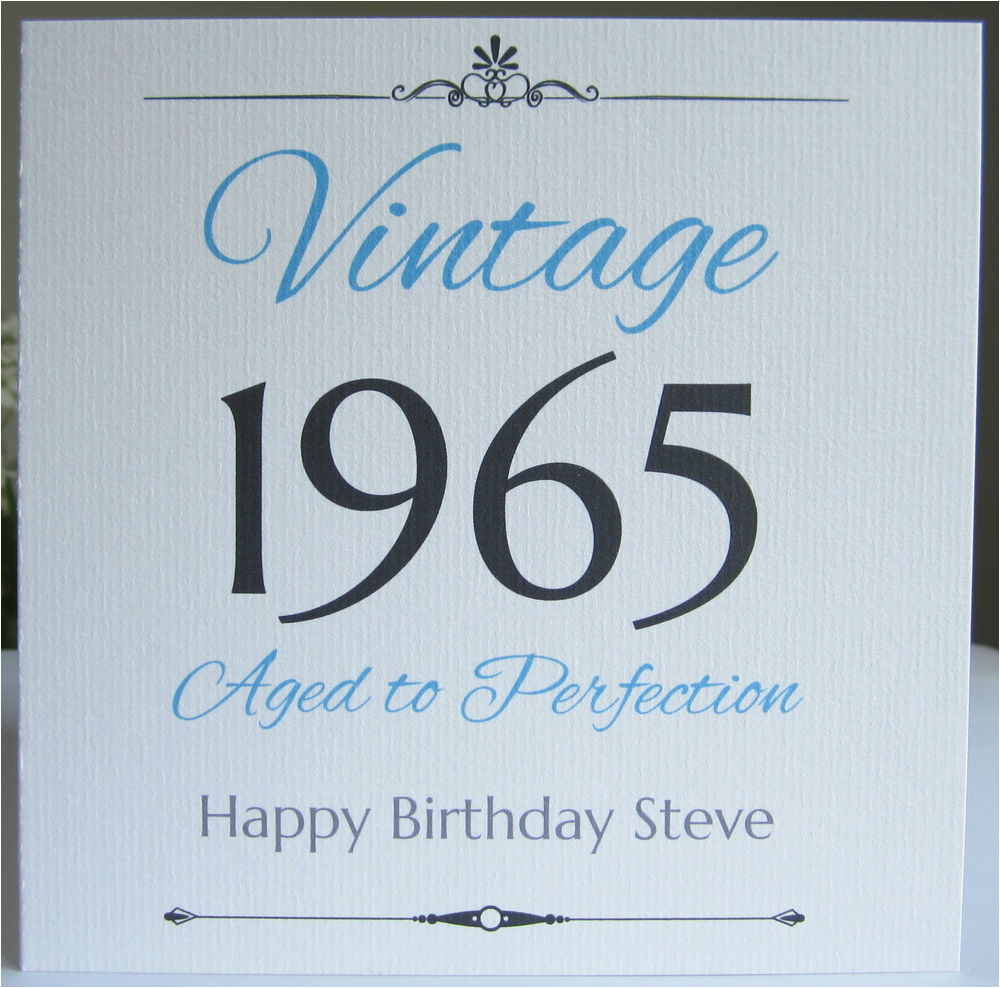 Vintage
1965
Aged to Perfection
Happy Birthday Steve